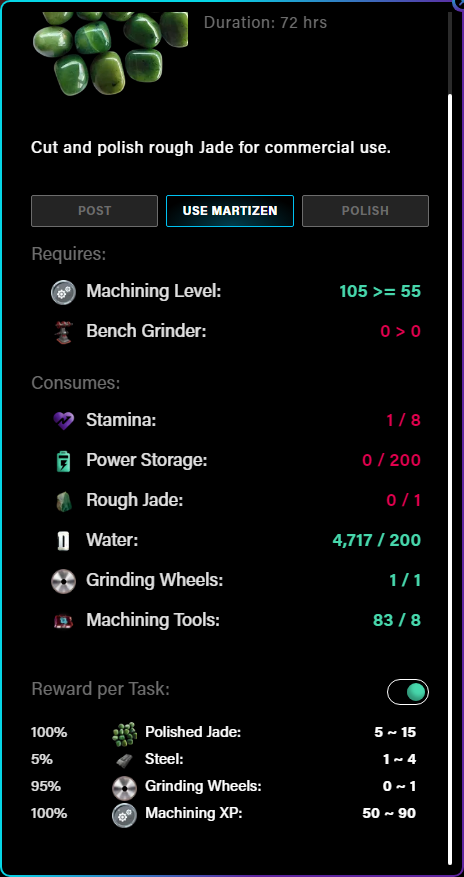 Duration: 72 hrs
Cut and polish rough Jade for commercial use.
POST USE MARTIZEN POLISH
Requires:
Machining Level: 105 >= 55
Bench Grinder: 0 > 0
Consumes:
Stamina: 1 / 8
Power Storage: 0 / 200
Rough Jade: 0 / 1
Water: 4,717 / 200
Grinding Wheels: 1 / 1
Machining Tools: 83 / 8
Reward per Task:
100% Polished Jade: 5 ~ 15
5% Steel: 1 ~ 4
95% Grinding Wheels: 0 ~ 1
100% Machining XP: 50 ~ 90